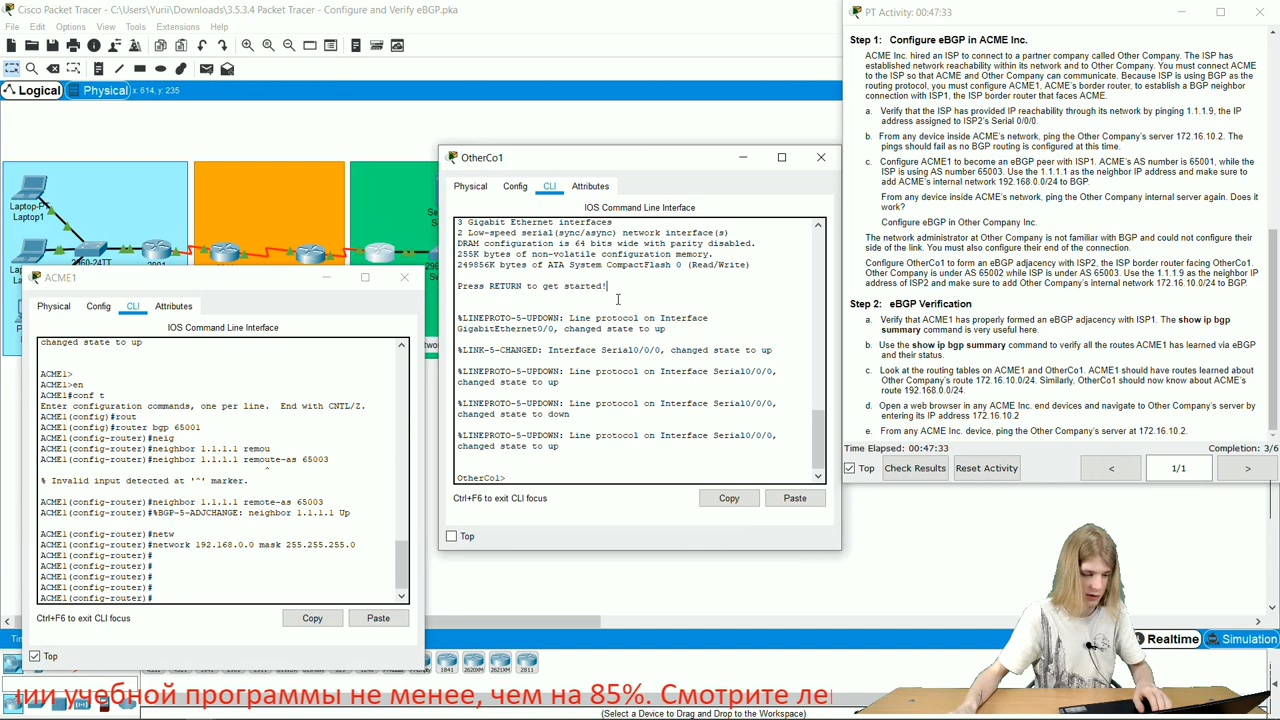 Cisco Packet Tracer - C:\Users\Yurii\Downloads\3.5.3.4 Packet Tracer - Configure and Verify eBGP.pka
File Edit Options View Tools Extensions Help
Logical Physical x: 614, y: 235
Laptop1
2960-24TT
ACME1
Physical Config CLI Attributes
IOS Command Line Interface
changed state to up
ACME1>
ACME1>en
ACME1#conf t
Enter configuration commands, one per line. End with CNTL/Z.
ACME1(config)#rout
ACME1(config)#router bgp 65001
ACME1(config-router)#neig
ACME1(config-router)#neighbor 1.1.1.1 remou
ACME1(config-router)#neighbor 1.1.1.1 remoute-as 65003
^
% Invalid input detected at '^' marker.
ACME1(config-router)#neighbor 1.1.1.1 remote-as 65003
ACME1(config-router)#%BGP-5-ADJCHANGE: neighbor 1.1.1.1 Up
ACME1(config-router)#netw
ACME1(config-router)#network 192.168.0.0 mask 255.255.255.0
ACME1(config-router)#
ACME1(config-router)#
ACME1(config-router)#
ACME1(config-router)#
ACME1(config-router)#
Ctrl+F6 to exit CLI focus
Copy Paste
Top
OtherCo1
Physical Config CLI Attributes
IOS Command Line Interface
3 Gigabit Ethernet interfaces
2 Low-speed serial(sync/async) network interface(s)
DRAM configuration is 64 bits wide with parity disabled.
255K bytes of non-volatile configuration memory.
249856K bytes of ATA System CompactFlash 0 (Read/Write)
Press RETURN to get started!
%LINEPROTO-5-UPDOWN: Line protocol on Interface
GigabitEthernet0/0, changed state to up
%LINK-5-CHANGED: Interface Serial0/0/0, changed state to up
%LINEPROTO-5-UPDOWN: Line protocol on Interface Serial0/0/0,
changed state to up
%LINEPROTO-5-UPDOWN: Line protocol on Interface Serial0/0/0,
changed state to down
%LINEPROTO-5-UPDOWN: Line protocol on Interface Serial0/0/0,
changed state to up
OtherCo1>
Ctrl+F6 to exit CLI focus
Copy Paste
Top
PT Activity: 00:47:33
Step 1: Configure eBGP in ACME Inc.
ACME Inc. hired an ISP to connect to a partner company called Other Company. The ISP has
established network reachability within its network and to Other Company. You must connect ACME
to the ISP so that ACME and Other Company can communicate. Because ISP is using BGP as the
routing protocol, you must configure ACME1, ACME's border router, to establish a BGP neighbor
connection with ISP1, the ISP border router that faces ACME.
a. Verify that the ISP has provided IP reachability through its network by pinging 1.1.1.9, the IP
address assigned to ISP2's Serial 0/0/0.
b. From any device inside ACME's network, ping the Other Company's server 172.16.10.2. The
pings should fail as no BGP routing is configured at this time.
c. Configure ACME1 to become an eBGP peer with ISP1. ACME's AS number is 65001, while the
ISP is using AS number 65003. Use the 1.1.1.1 as the neighbor IP address and make sure to
add ACME's internal network 192.168.0.0/24 to BGP.
From any device inside ACME's network, ping the Other Company internal server again. Does it
work?
Configure eBGP in Other Company Inc.
The network administrator at Other Company is not familiar with BGP and could not configure their
side of the link. You must also configure their end of the connection.
Configure OtherCo1 to form an eBGP adjacency with ISP2, the ISP border router facing OtherCo1.
Other Company is under AS 65002 while ISP is under AS 65003. Use the 1.1.1.9 as the neighbor IP
address of ISP2 and make sure to add Other Company's internal network 172.16.10.0/24 to BGP.
Step 2: eBGP Verification
a. Verify that ACME1 has properly formed an eBGP adjacency with ISP1. The show ip bgp
summary command is very useful here.
b. Use the show ip bgp summary command to verify all the routes ACME1 has learned via eBGP
and their status.
c. Look at the routing tables on ACME1 and OtherCo1. ACME1 should have routes learned about
Other Company's route 172.16.10.0/24. Similarly, OtherCo1 should now know about ACME's
route 192.168.0.0/24.
d. Open a web browser in any ACME Inc. end devices and navigate to Other Company's server by
entering its IP address 172.16.10.2
e. From any ACME Inc. device, ping the Other Company's server at 172.16.10.2.
Time Elapsed: 00:47:33 Completion: 3/6
Top Check Results Reset Activity < 1/1 >
Realtime Simulation
1841 2620XM 2621XM 2811
учебной программы не менее, чем на 85%. Смотрите
(Select a Device to Drag and Drop to the Workspace)